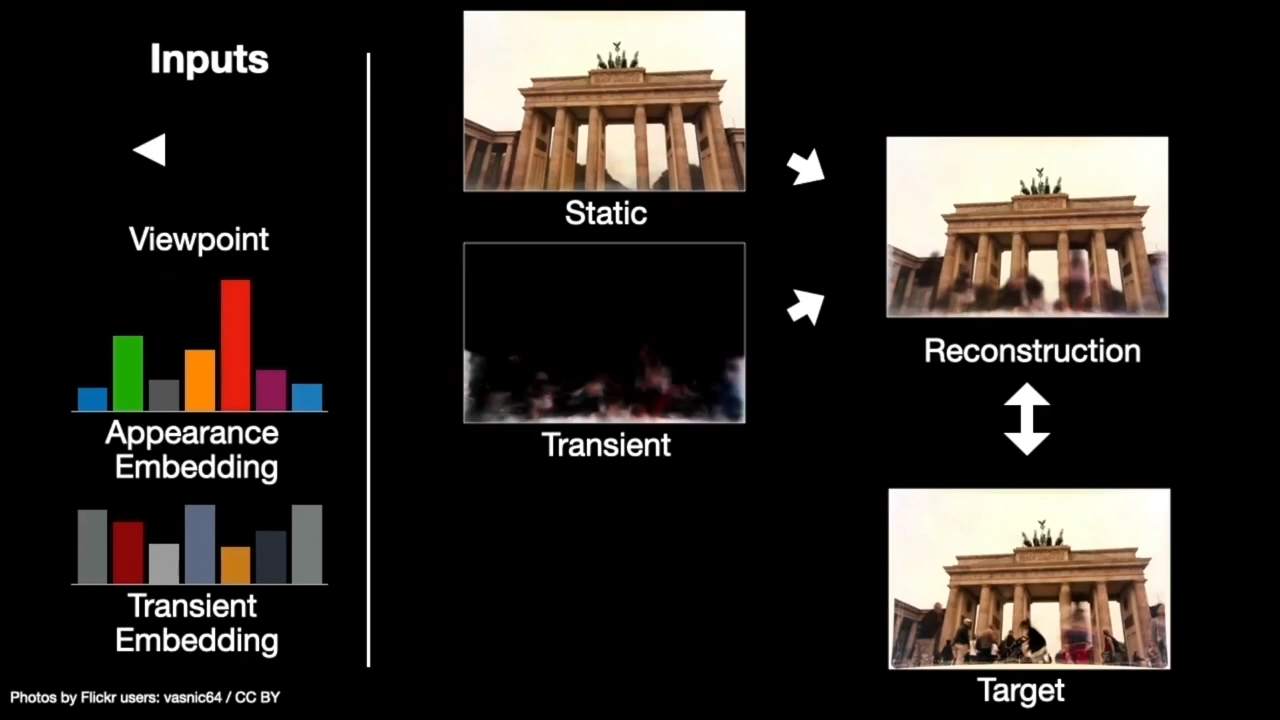 Inputs
Viewpoint
Appearance
Embedding
Transient
Embedding
Static
Transient
Reconstruction
Target
Photos by Flickr users: vasnic64 / CC BY